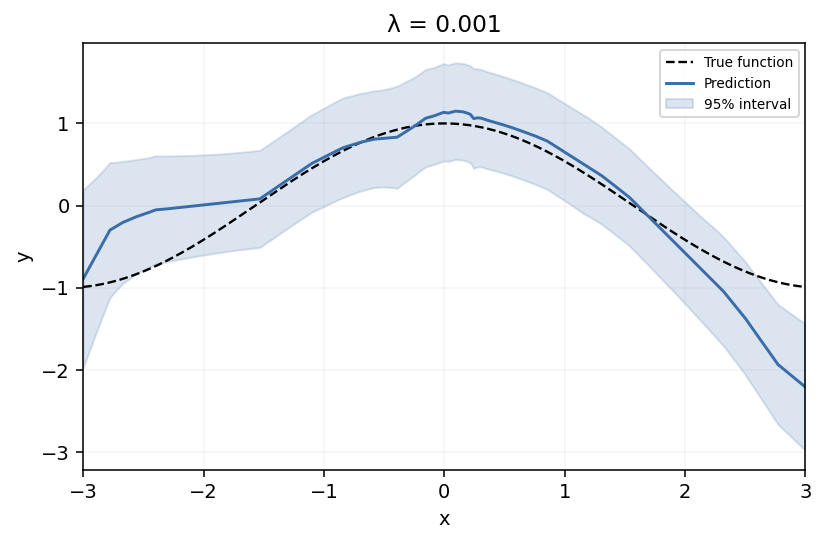 λ = 0.001
True function
Prediction
95% interval
y
1
0
−1
−2
−3
−3
−2
−1
0
1
2
3
x